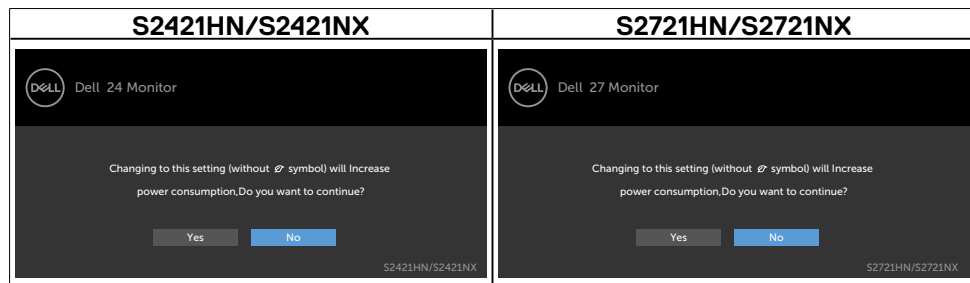 S2421HN/S2421NX
S2721HN/S2721NX
DELL Dell 24 Monitor
Changing to this setting (without symbol) will Increase
power consumption,Do you want to continue?
Yes No
S2421HN/S2421NX
DELL Dell 27 Monitor
Changing to this setting (without symbol) will Increase
power consumption,Do you want to continue?
Yes No
S2721HN/S2721NX